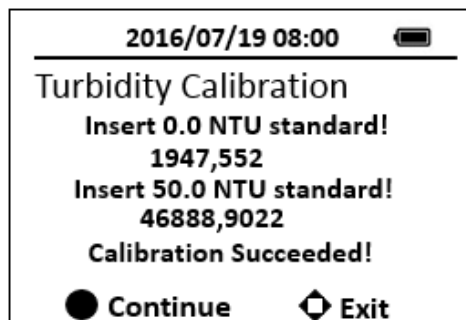 2016/07/19 08:00
Turbidity Calibration
Insert 0.0 NTU standard!
1947,552
Insert 50.0 NTU standard!
46888,9022
Calibration Succeeded!
Continue Exit